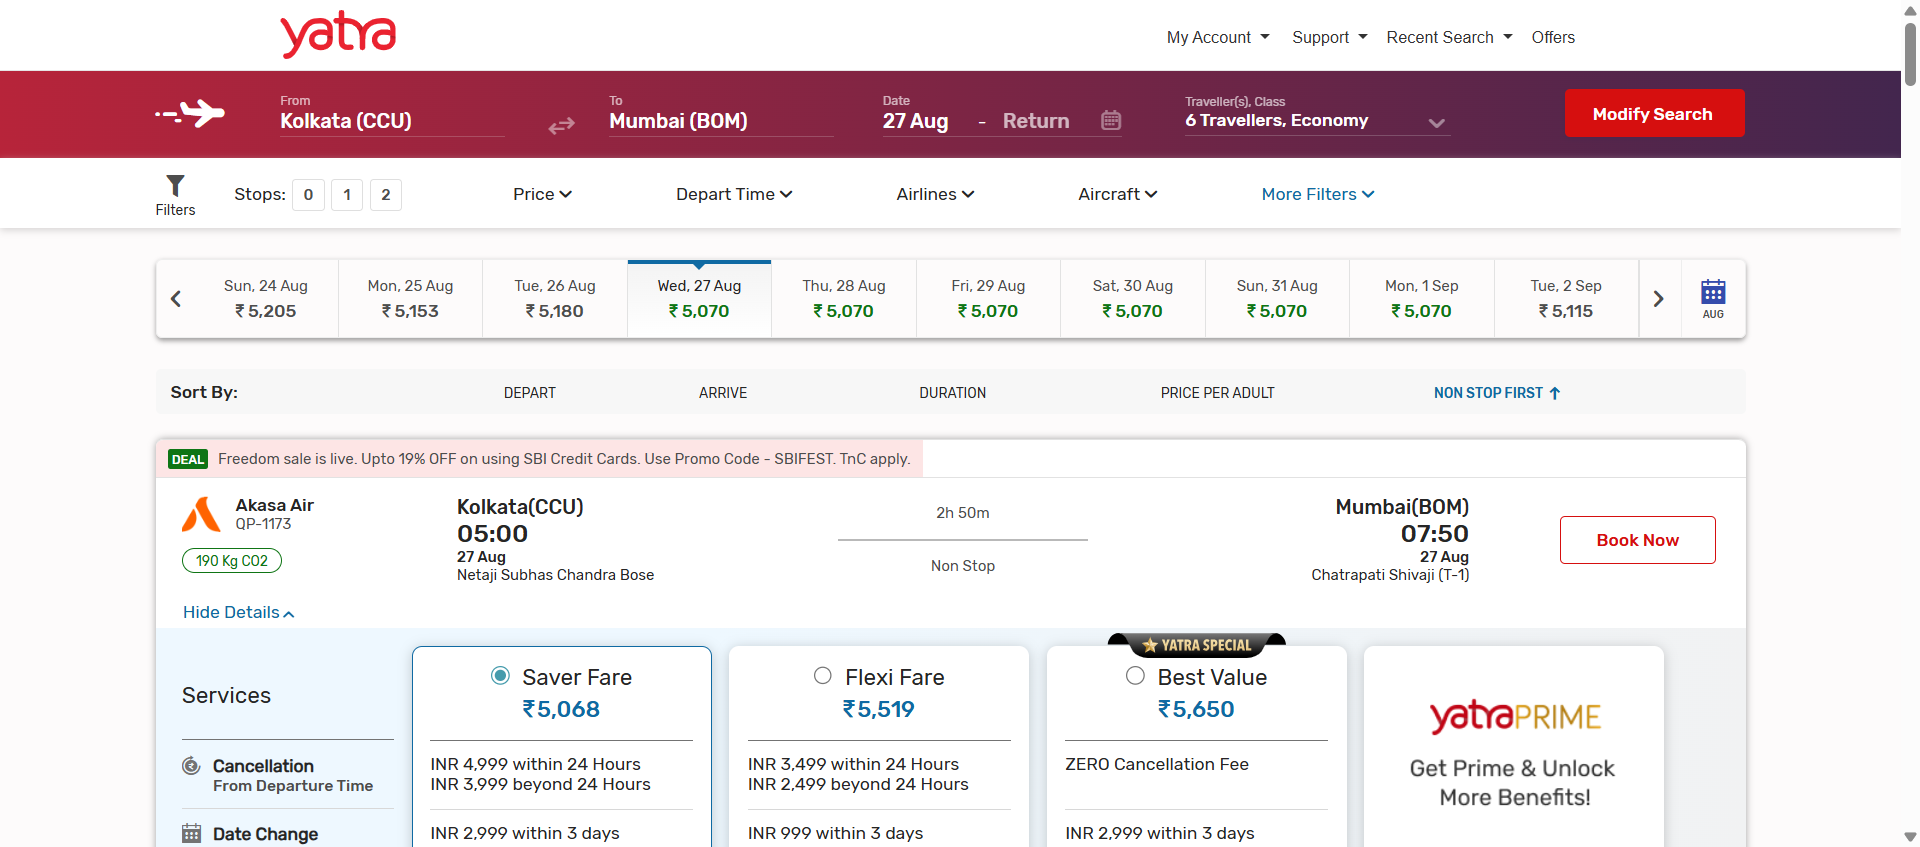 yatra
My Account Support Recent Search Offers
From To Date Traveller(s), Class
Kolkata (CCU) Mumbai (BOM) 27 Aug - Return 6 Travellers, Economy Modify Search
Filters Stops: 0 1 2 Price Depart Time Airlines Aircraft More Filters
Sun, 24 Aug Mon, 25 Aug Tue, 26 Aug Wed, 27 Aug Thu, 28 Aug Fri, 29 Aug Sat, 30 Aug Sun, 31 Aug Mon, 1 Sep Tue, 2 Sep
₹ 5,205 ₹ 5,153 ₹ 5,180 ₹ 5,070 ₹ 5,070 ₹ 5,070 ₹ 5,070 ₹ 5,070 ₹ 5,070 ₹ 5,115 AUG
Sort By: DEPART ARRIVE DURATION PRICE PER ADULT NON STOP FIRST
DEAL Freedom sale is live. Upto 19% OFF on using SBI Credit Cards. Use Promo Code - SBIFEST. TnC apply.
Akasa Air
QP-1173
190 Kg CO2
Kolkata(CCU)
05:00
27 Aug
Netaji Subhas Chandra Bose
2h 50m
Non Stop
Mumbai(BOM)
07:50
27 Aug
Chatrapati Shivaji (T-1)
Book Now
Hide Details
Services
Cancellation
From Departure Time
Date Change
Saver Fare
₹5,068
INR 4,999 within 24 Hours
INR 3,999 beyond 24 Hours
INR 2,999 within 3 days
Flexi Fare
₹5,519
INR 3,499 within 24 Hours
INR 2,499 beyond 24 Hours
INR 999 within 3 days
YATRA SPECIAL
Best Value
₹5,650
ZERO Cancellation Fee
INR 2,999 within 3 days
yatraPRIME
Get Prime & Unlock
More Benefits!